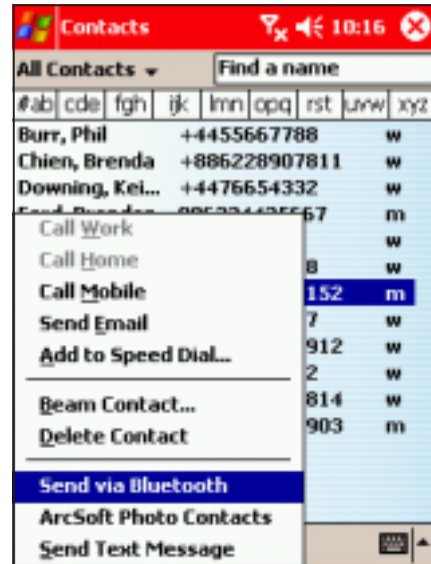 Contacts 10:16
All Contacts Find a name
#ab cde fgh ijk lmn opq rst uvw xyz
Burr, Phil +4455667788 w
Chien, Brenda +886228907811 w
Downing, Kei... +4476654332 w
67 m
w
8 w
152 m
7 w
912 w
2 w
814 w
903 m
Call Work
Call Home
Call Mobile
Send Email
Add to Speed Dial...
Beam Contact...
Delete Contact
Send via Bluetooth
ArcSoft Photo Contacts
Send Text Message